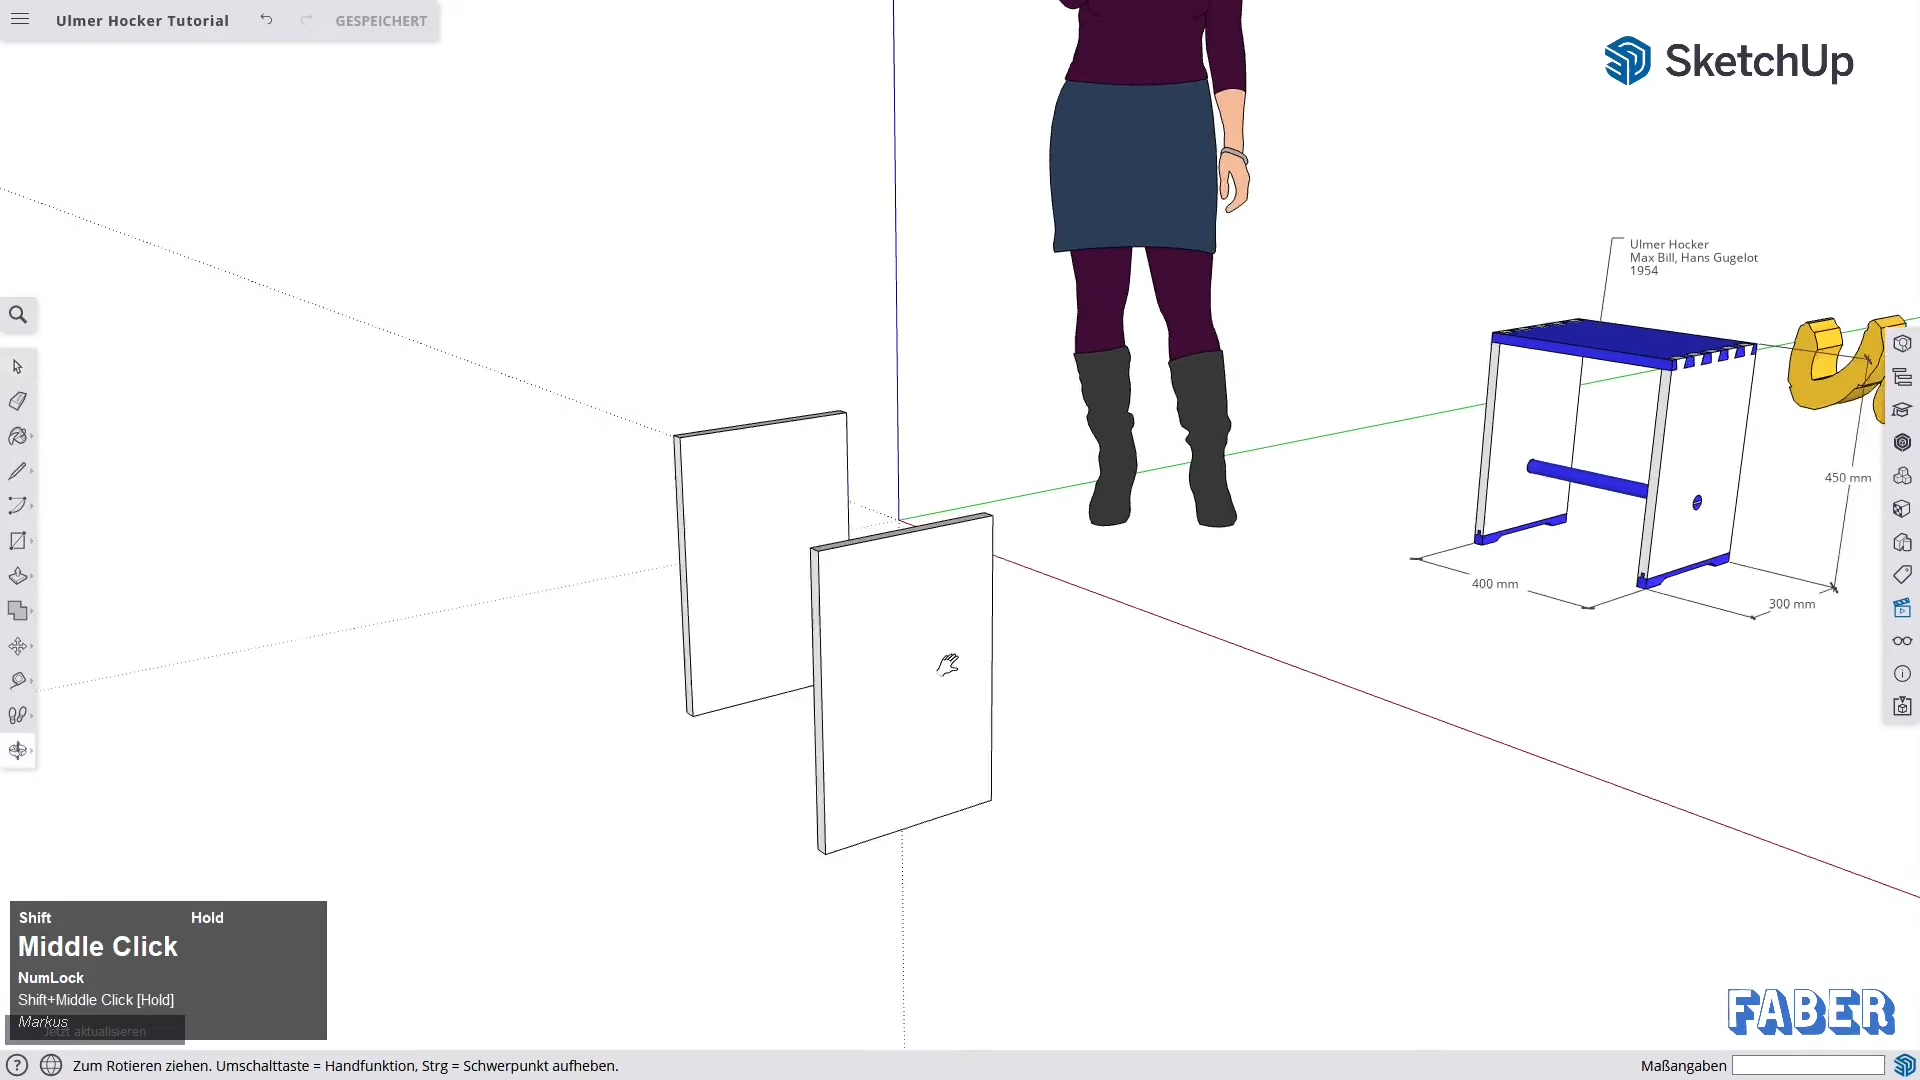 Ulmer Hocker Tutorial
GESPEICHERT
SketchUp
Ulmer Hocker
Max Bill, Hans Gugelot
1954
450 mm
400 mm
300 mm
Shift Hold
Middle Click
NumLock
Shift+Middle Click [Hold]
Markus
Jetzt aktualisieren
FABER
Zum Rotieren ziehen. Umschalttaste = Handfunktion, Strg = Schwerpunkt aufheben.
Maßangaben